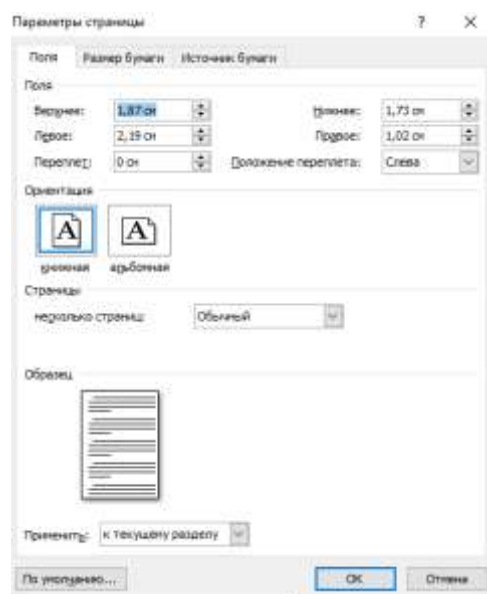 Параметры страницы ? ×
Поля Размер бумаги Источник бумаги
Поля
Верхнее: 1,87 см Нижнее: 1,73 см
Левое: 2,19 см Правое: 1,02 см
Переплет: 0 см Положение переплета: Слева
Ориентация
A A
книжная альбомная
Страницы
несколько страниц: Обычный
Образец
Применить: к текущему разделу
По умолчанию... ОК Отмена